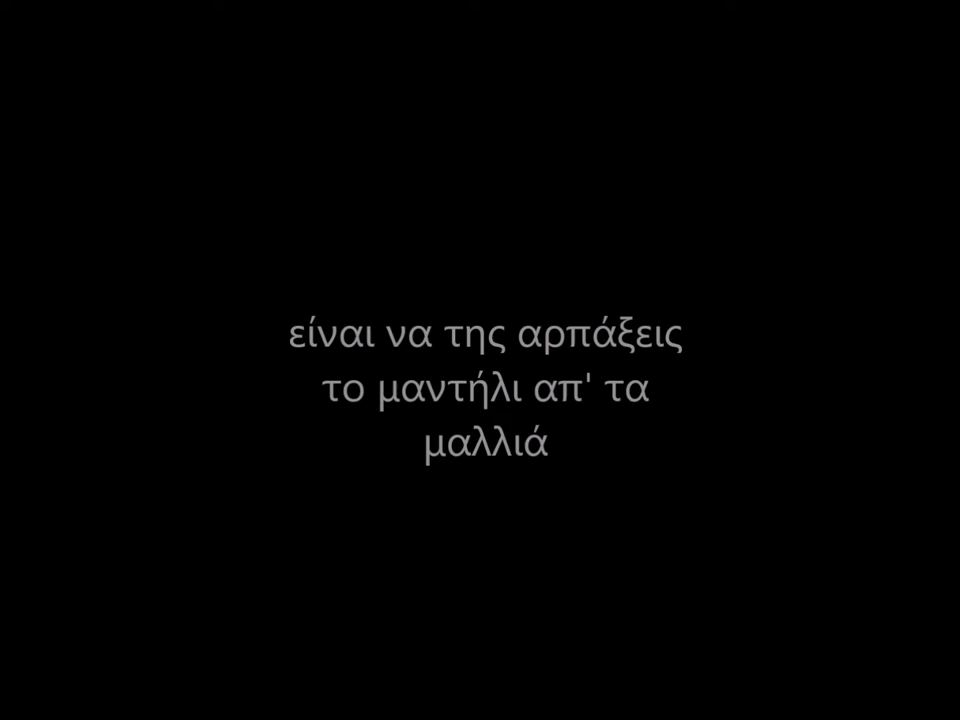 είναι να της αρπάξεις
το μαντήλι απ' τα
μαλλιά